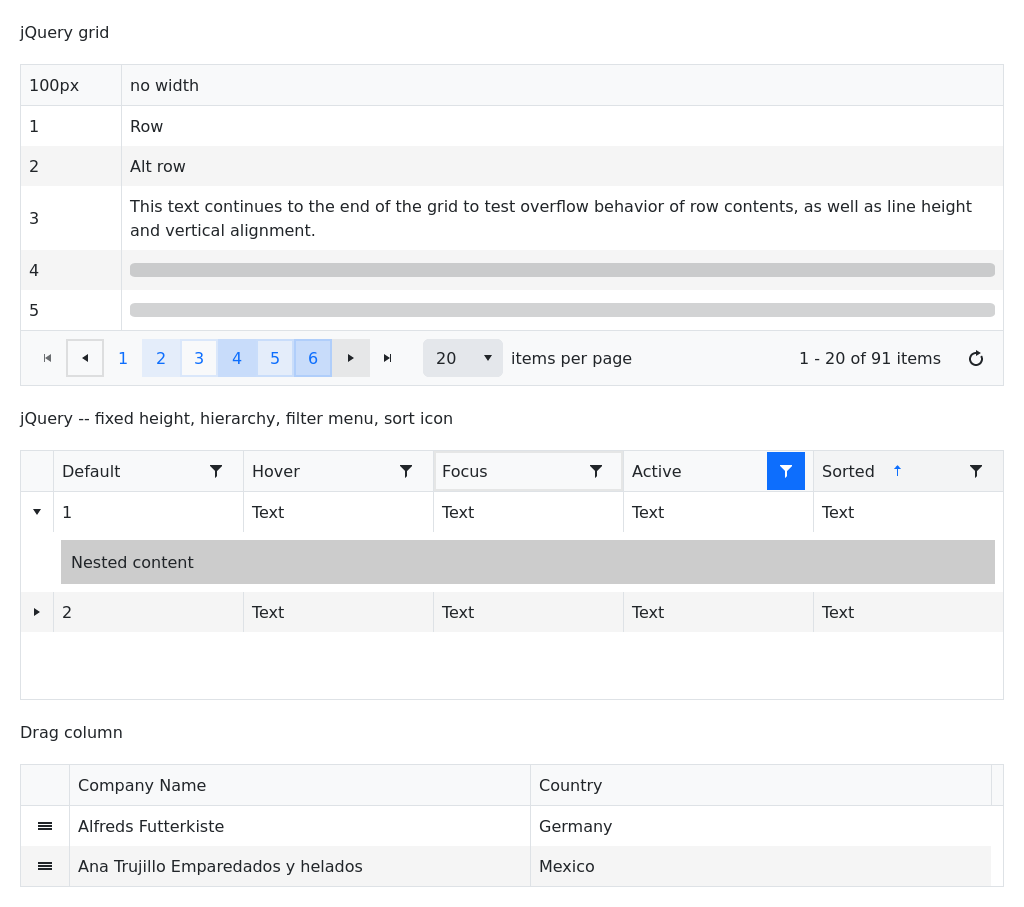 jQuery grid
100px no width
1 Row
2 Alt row
3 This text continues to the end of the grid to test overflow behavior of row contents, as well as line height
and vertical alignment.
4
5
1 2 3 4 5 6 20 items per page 1 - 20 of 91 items
jQuery -- fixed height, hierarchy, filter menu, sort icon
Default Hover Focus Active Sorted
1 Text Text Text Text
Nested content
2 Text Text Text Text
Drag column
Company Name Country
Alfreds Futterkiste Germany
Ana Trujillo Emparedados y helados Mexico